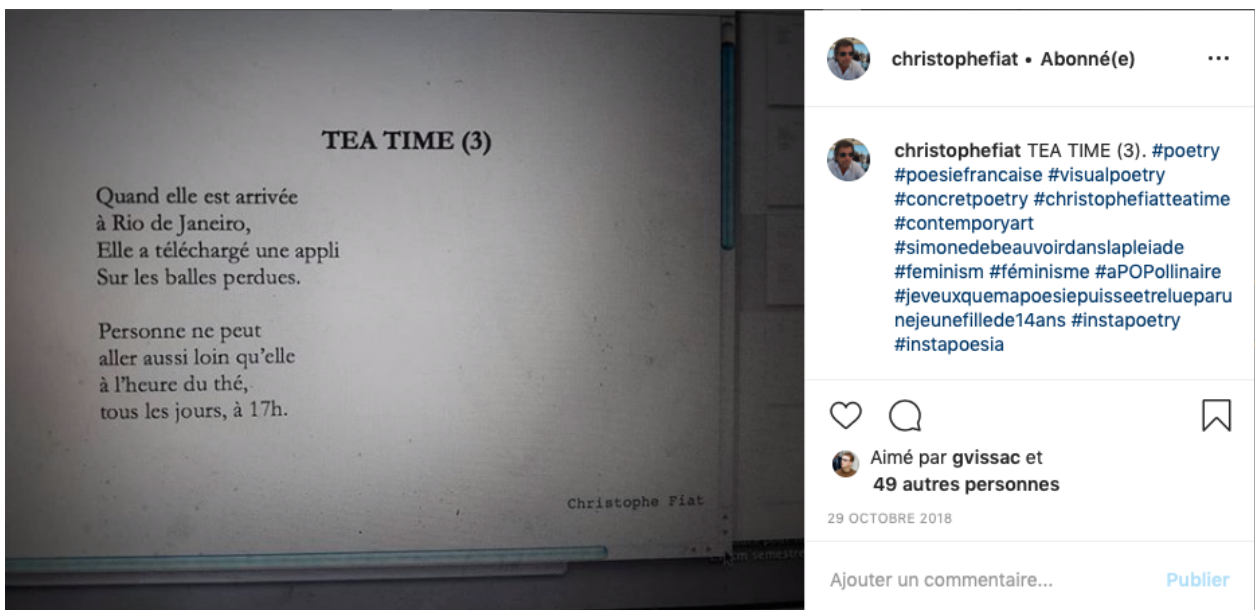 TEA TIME (3)
Quand elle est arrivée
à Rio de Janeiro,
Elle a téléchargé une appli
Sur les balles perdues.
Personne ne peut
aller aussi loin qu'elle
à l'heure du thé,
tous les jours, à 17h.
Christophe Fiat
semestre
christophefiat • Abonné(e)
christophefiat TEA TIME (3). #poetry
#poesiefrancaise #visualpoetry
#concretpoetry #christophefiatteatime
#contemporyart
#simonedebeauvoirdanslapleiade
#feminism #féminisme #aPOPollinaire
#jeveuxquemapoesiepuisseetrelueparu
nejeunefillede14ans #instapoetry
#instapoesia
Aimé par gvissac et
49 autres personnes
29 OCTOBRE 2018
Ajouter un commentaire... Publier